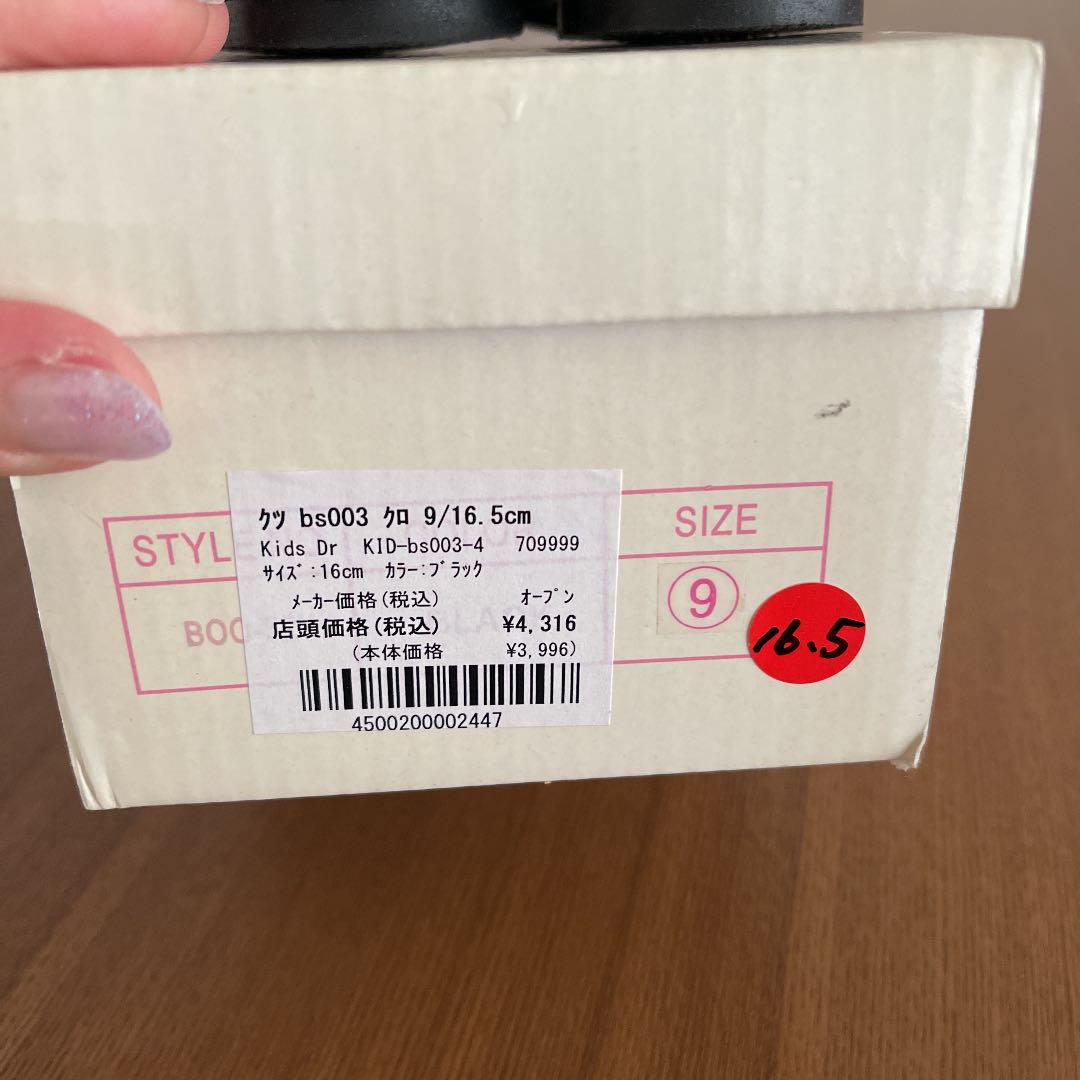 ｸﾂ bs003 ｸﾛ 9/16.5cm
Kids Dr KID-bs003-4 709999
ｻｲｽﾞ:16cm ｶﾗｰ:ﾌﾞﾗｯｸ
ﾒｰｶｰ価格(税込) ｵｰﾌﾟﾝ
店頭価格(税込) ¥4,316
(本体価格 ¥3,996)
4500200002447
STYLE
SIZE
BOO
9
16.5